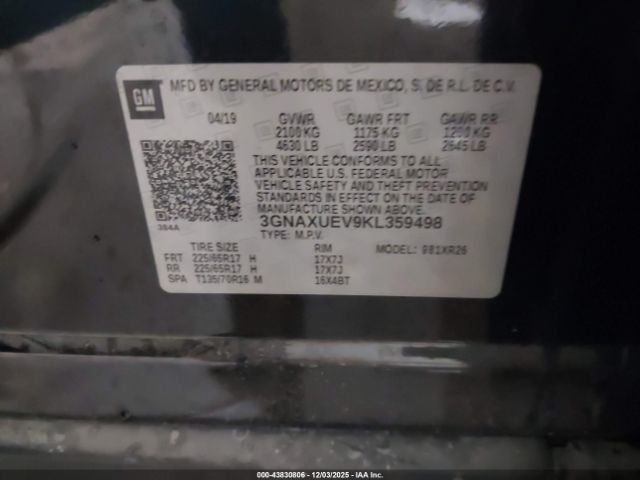 GM
MFD BY GENERAL MOTORS DE MEXICO, S. DE R.L. DE C.V.
04/19 GVWR GAWR FRT GAWR RR
2100 KG 1175 KG 1200 KG
4630 LB 2590 LB 2645 LB
THIS VEHICLE CONFORMS TO ALL
APPLICABLE U.S. FEDERAL MOTOR
VEHICLE SAFETY AND THEFT PREVENTION
STANDARDS IN EFFECT ON THE DATE OF
MANUFACTURE SHOWN ABOVE.
384A 3GNAXUEV9KL359498
TYPE: M.P.V. MODEL: 981XR26
TIRE SIZE RIM
FRT 225/65R17 H 17X7J
RR 225/65R17 H 17X7J
SPA T135/70R16 M 16X4BT
000-43830806 - 12/03/2025 - ©IAA, Inc.